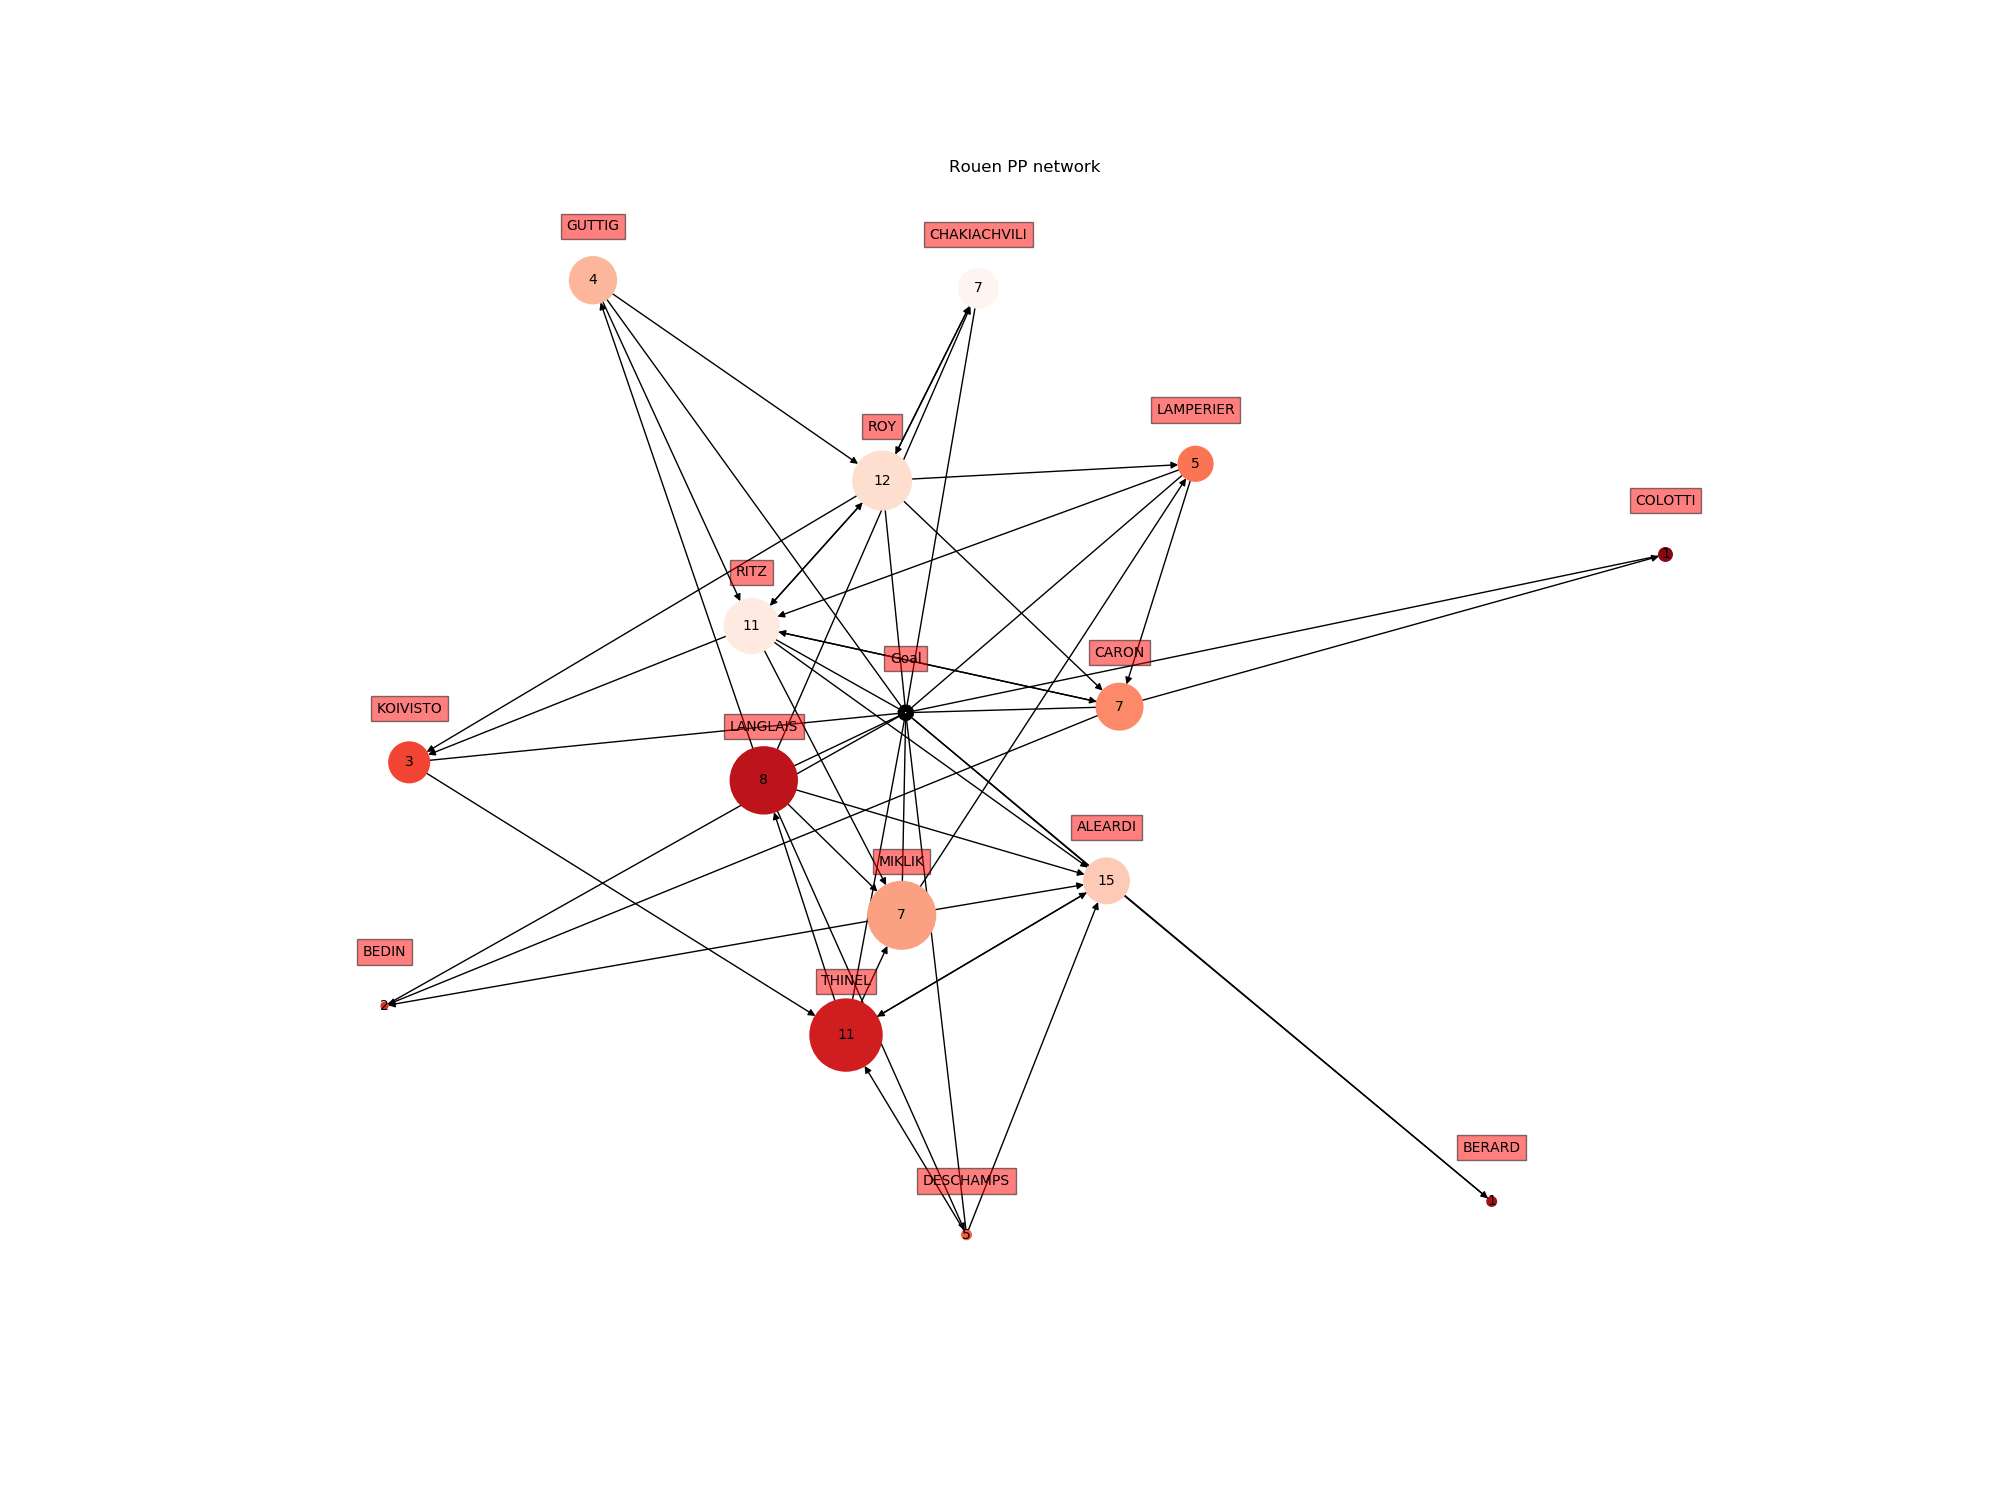 Rouen PP network
GUTTIG
CHAKIACHVILI
4
7
LAMPERIER
ROY
5
12
COLOTTI
1
RITZ
11
CARON
Goal
KOIVISTO
7
LANGLAIS
3
8
ALEARDI
MIKLIK
15
7
BEDIN
THINEL
2
11
BERARD
DESCHAMPS
1
5